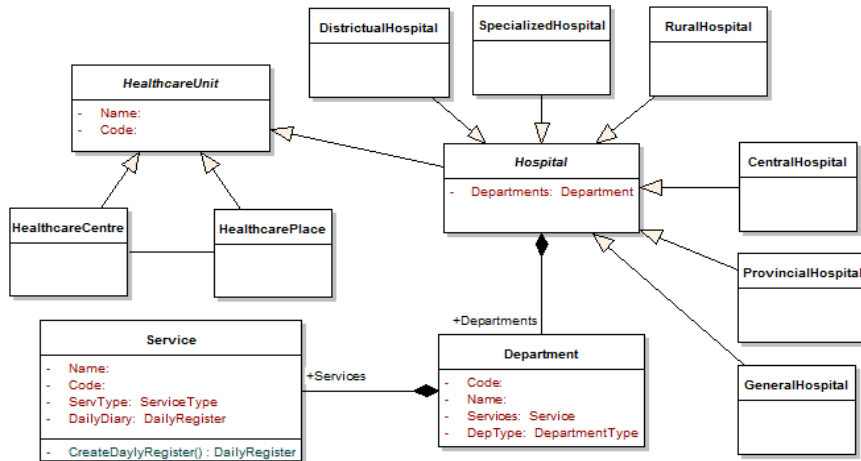 DistrictualHospital
SpecializedHospital
RuralHospital
HealthcareUnit
- Name:
- Code:
Hospital
- Departments: Department
CentralHospital
HealthcareCentre
HealthcarePlace
ProvincialHospital
+Departments
Service
- Name:
- Code:
- ServType: ServiceType
- DailyDiary: DailyRegister
- CreateDaylyRegister() : DailyRegister
+Services
Department
- Code:
- Name:
- Services: Service
- DepType: DepartmentType
GeneralHospital